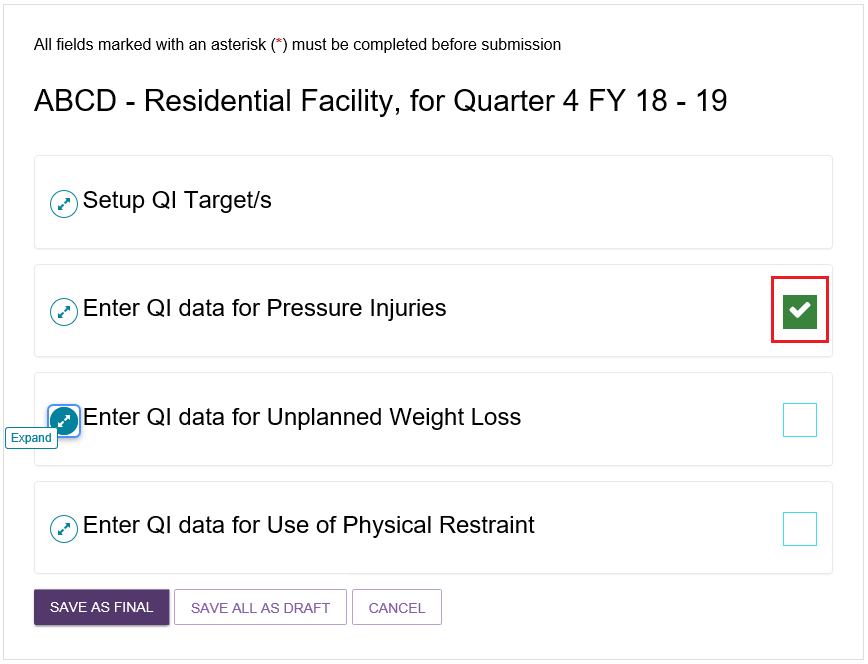 All fields marked with an asterisk (*) must be completed before submission
ABCD - Residential Facility, for Quarter 4 FY 18 - 19
Setup QI Target/s
Enter QI data for Pressure Injuries
Enter QI data for Unplanned Weight Loss
Expand
Enter QI data for Use of Physical Restraint
SAVE AS FINAL
SAVE ALL AS DRAFT
CANCEL